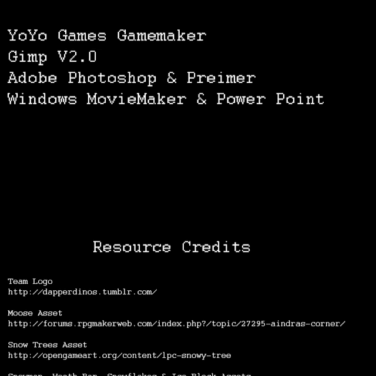 YoYo Games Gamemaker
Gimp V2.0
Adobe Photoshop & Preimer
Windows MovieMaker & Power Point
Resource Credits
Team Logo
http://dapperdinos.tumblr.com/
Moose Asset
http://forums.rpgmakerweb.com/index.php?/topic/27295-aindras-corner/
Snow Trees Asset
http://opengameart.org/content/lpc-snowy-tree